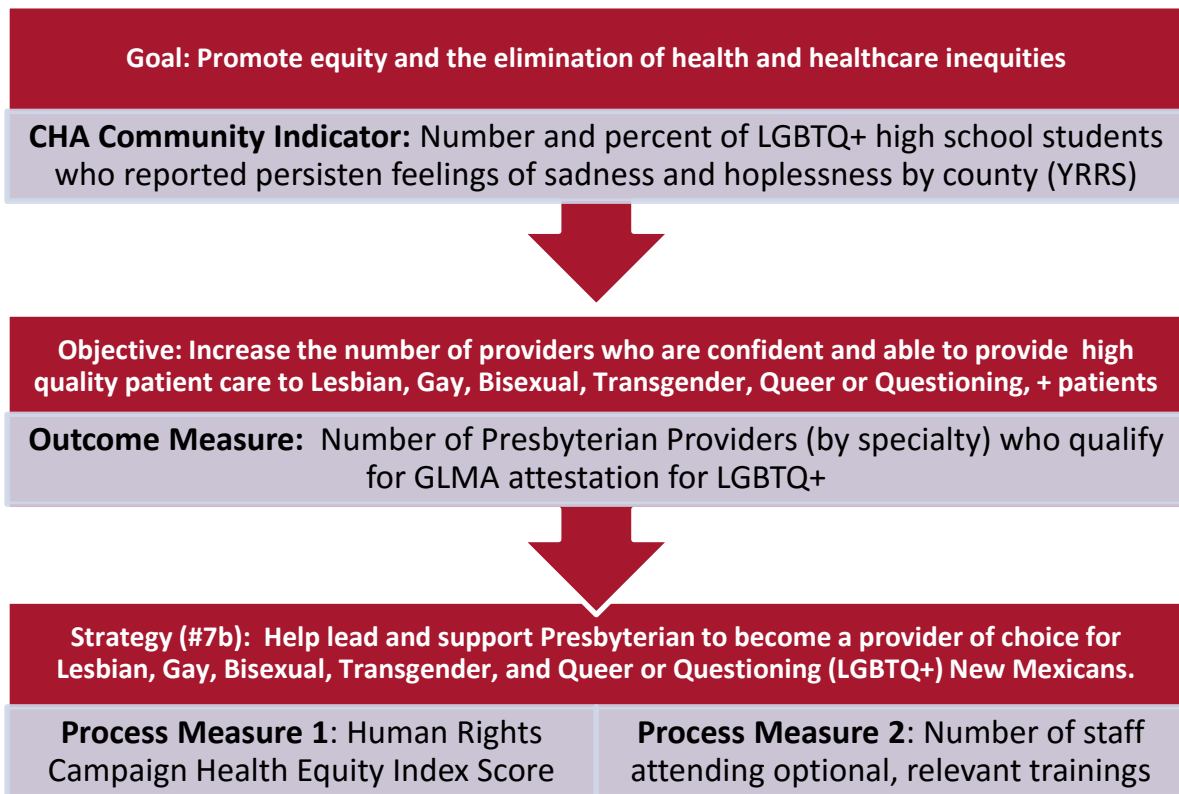 Goal: Promote equity and the elimination of health and healthcare inequities
CHA Community Indicator: Number and percent of LGBTQ+ high school students
who reported persisten feelings of sadness and hoplessness by county (YRRS)
Objective: Increase the number of providers who are confident and able to provide high
quality patient care to Lesbian, Gay, Bisexual, Transgender, Queer or Questioning, + patients
Outcome Measure: Number of Presbyterian Providers (by specialty) who qualify
for GLMA attestation for LGBTQ+
Strategy (#7b): Help lead and support Presbyterian to become a provider of choice for
Lesbian, Gay, Bisexual, Transgender, and Queer or Questioning (LGBTQ+) New Mexicans.
Process Measure 1: Human Rights
Campaign Health Equity Index Score
Process Measure 2: Number of staff
attending optional, relevant trainings